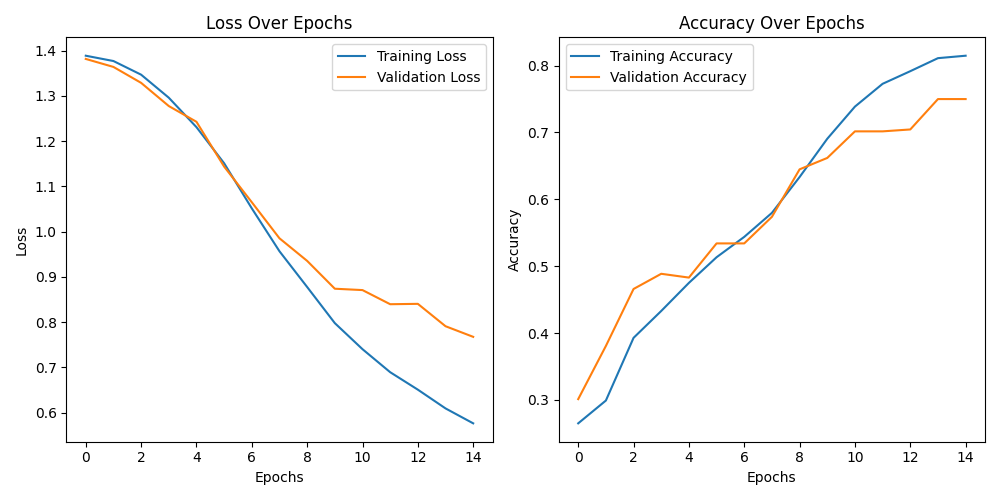 Loss Over Epochs
Training Loss
Validation Loss
1.4
1.3
1.2
1.1
1.0
0.9
0.8
0.7
0.6
Loss
0 2 4 6 8 10 12 14
Epochs
Accuracy Over Epochs
Training Accuracy
Validation Accuracy
0.8
0.7
0.6
0.5
0.4
0.3
Accuracy
0 2 4 6 8 10 12 14
Epochs